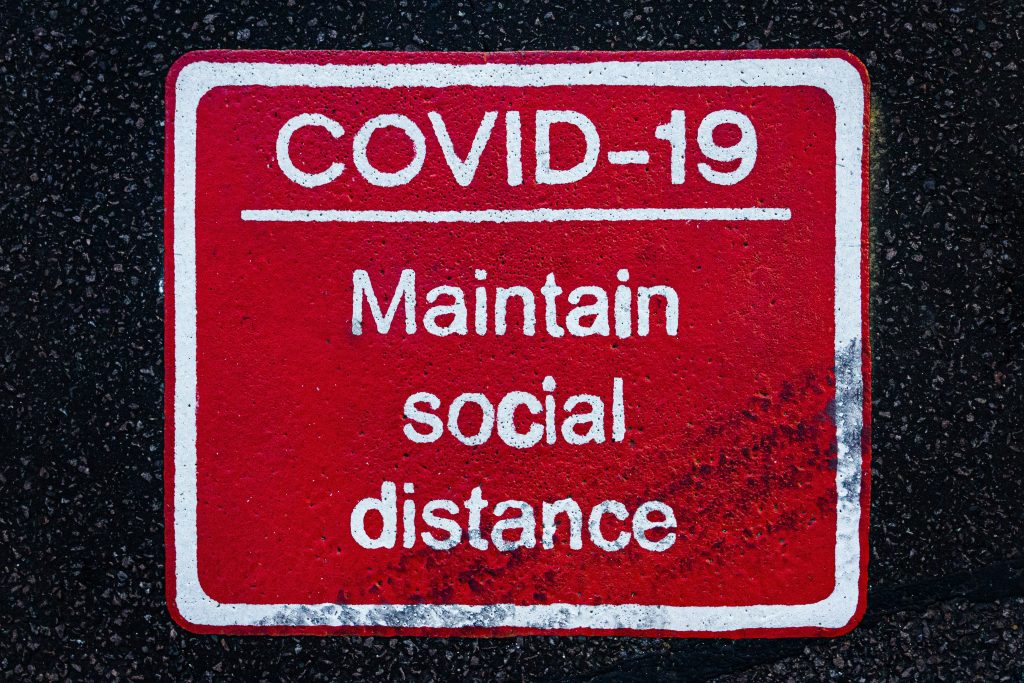 COVID-19
Maintain
social
distance